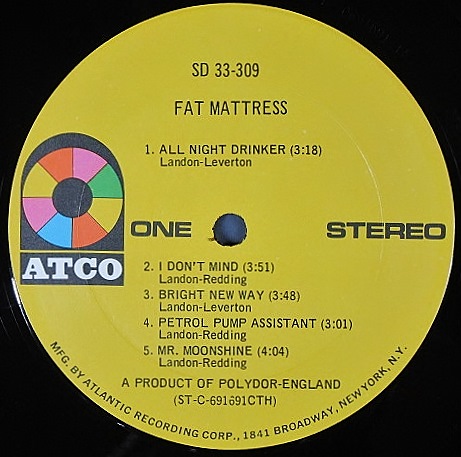 SD 33-309
FAT MATTRESS
1. ALL NIGHT DRINKER (3:18)
Landon-Leverton
ATCO
ONE
STEREO
2. I DON'T MIND (3:51)
Landon-Redding
3. BRIGHT NEW WAY (3:48)
Landon-Leverton
4. PETROL PUMP ASSISTANT (3:01)
Landon-Redding
5. MR. MOONSHINE (4:04)
Landon-Redding
A PRODUCT OF POLYDOR-ENGLAND
(ST-C-691691CTH)
MFG. BY ATLANTIC RECORDING CORP., 1841 BROADWAY, NEW YORK, N.Y.